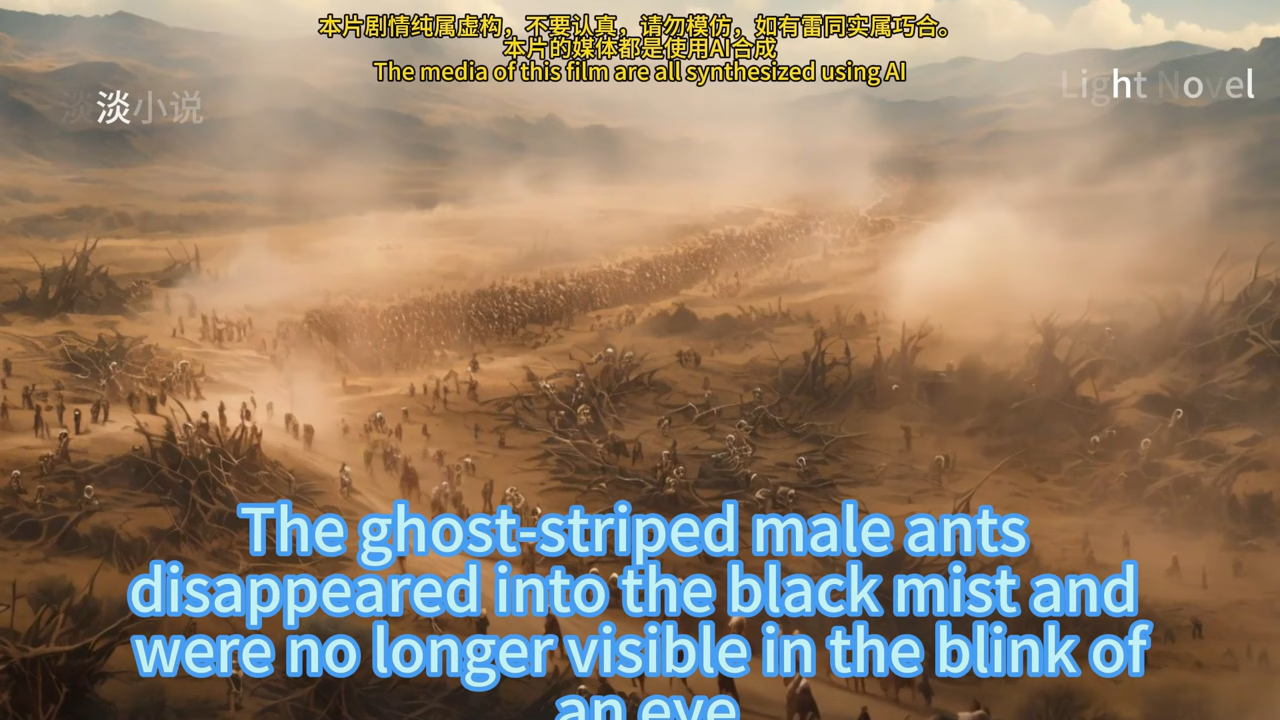 本片剧情纯属虚构，不要认真，请勿模仿，如有雷同实属巧合。
本片的媒体都是使用AI合成
The media of this film are all synthesized using AI
淡淡小说
Light Novel
The ghost-striped male ants
disappeared into the black mist and
were no longer visible in the blink of
an eye